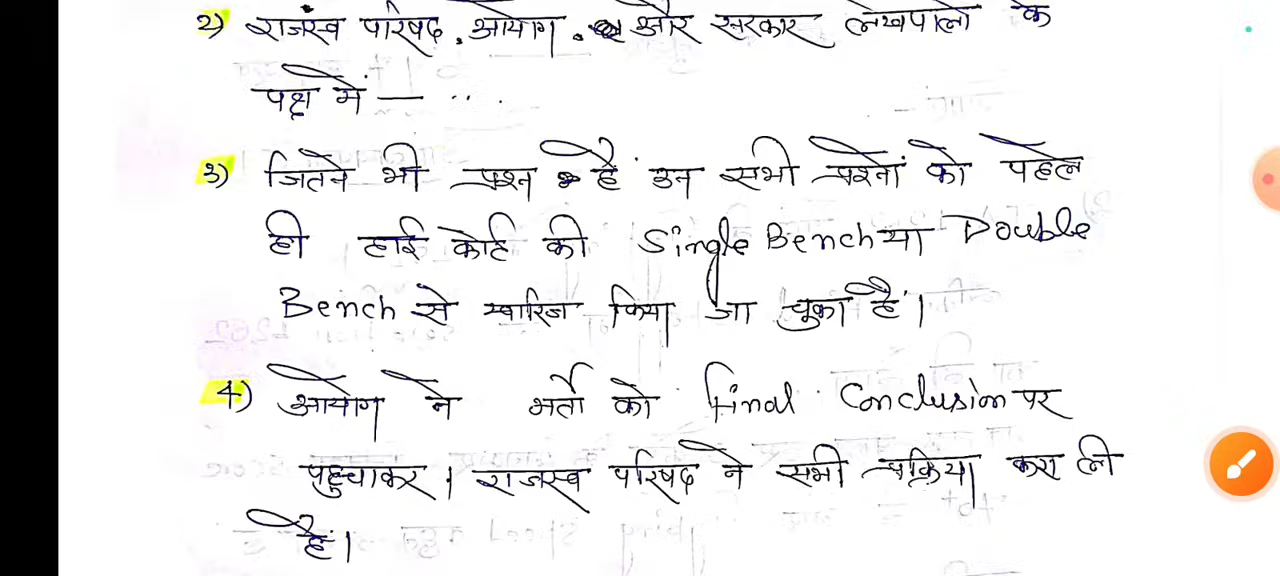 2) राजस्व परिषद, आयोग, और सरकार लेखपालो के
पक्ष में — ...
3) जितने भी प्रश्न है उन सभी प्रश्नों को पहले
ही हाई कोर्ट की Single Bench या Double
Bench से खारिज किया जा चुका है।
4) आयोग ने भर्ती को Final Conclusion पर
पहुचाकर। राजस्व परिषद ने सभी प्रक्रिया करा ली
है।